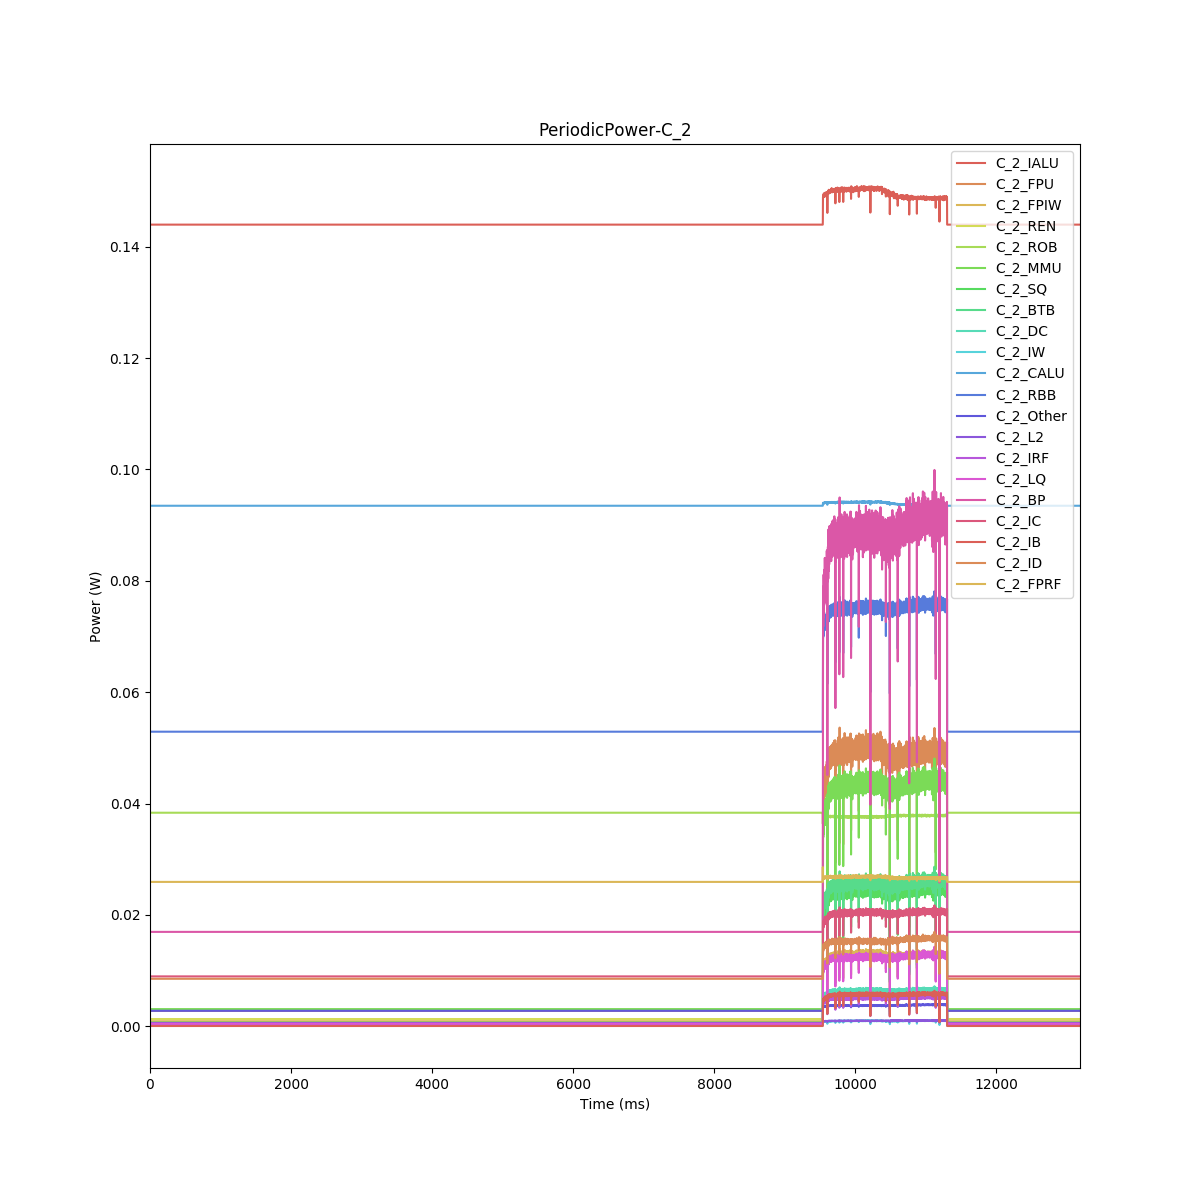 PeriodicPower-C_2
C_2_IALU
C_2_FPU
C_2_FPIW
C_2_REN
C_2_ROB
C_2_MMU
C_2_SQ
C_2_BTB
C_2_DC
C_2_IW
C_2_CALU
C_2_RBB
C_2_Other
C_2_L2
C_2_IRF
C_2_LQ
C_2_BP
C_2_IC
C_2_IB
C_2_ID
C_2_FPRF
0.14
0.12
0.10
0.08
0.06
0.04
0.02
0.00
Power (W)
0 2000 4000 6000 8000 10000 12000
Time (ms)